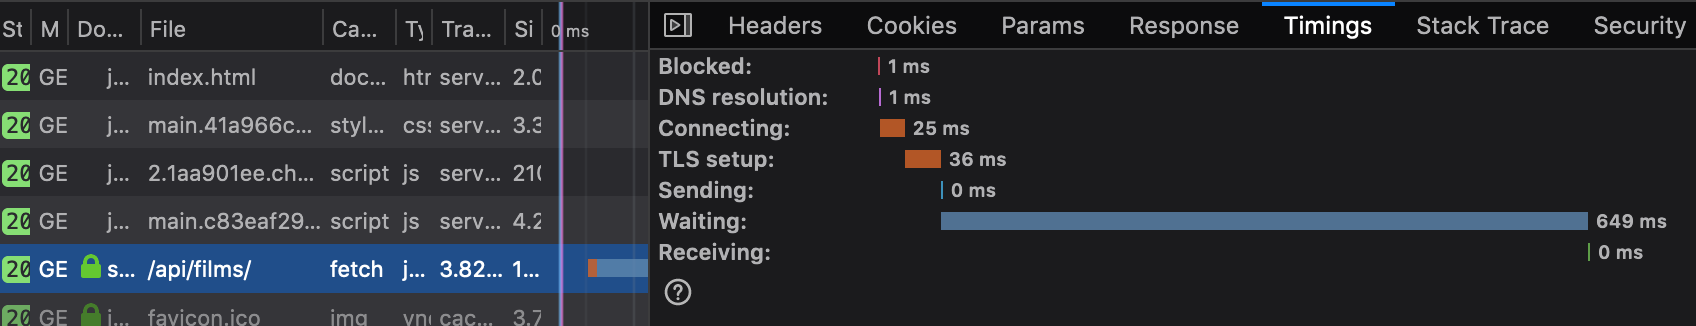 St M Do... File Ca... Ty Tra... Si 0 ms
20 GE j... index.html doc... htr serv... 2.0
20 GE j... main.41a966c... styl... cs serv... 3.3
20 GE j... 2.1aa901ee.ch... script js serv... 210
20 GE j... main.c83eaf29... script js serv... 4.2
20 GE s... /api/films/ fetch j... 3.82... 1...
20 GE j... favicon.ico img vn cac... 3.7
Headers Cookies Params Response Timings Stack Trace Security
Blocked: 1 ms
DNS resolution: 1 ms
Connecting: 25 ms
TLS setup: 36 ms
Sending: 0 ms
Waiting: 649 ms
Receiving: 0 ms
?